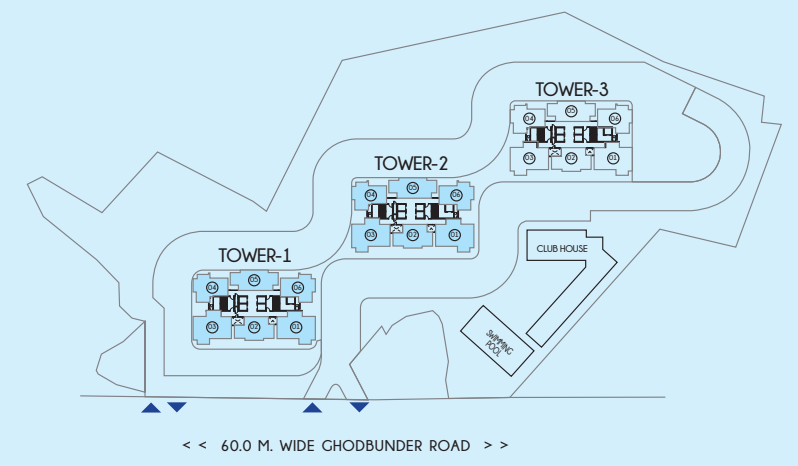 TOWER-3
04 05 06
03 02 01
TOWER-2
04 05 06
03 02 01
TOWER-1
04 05 06
03 02 01
CLUB HOUSE
SWIMMING
POOL
< < 60.0 M. WIDE GHODBUNDER ROAD > >